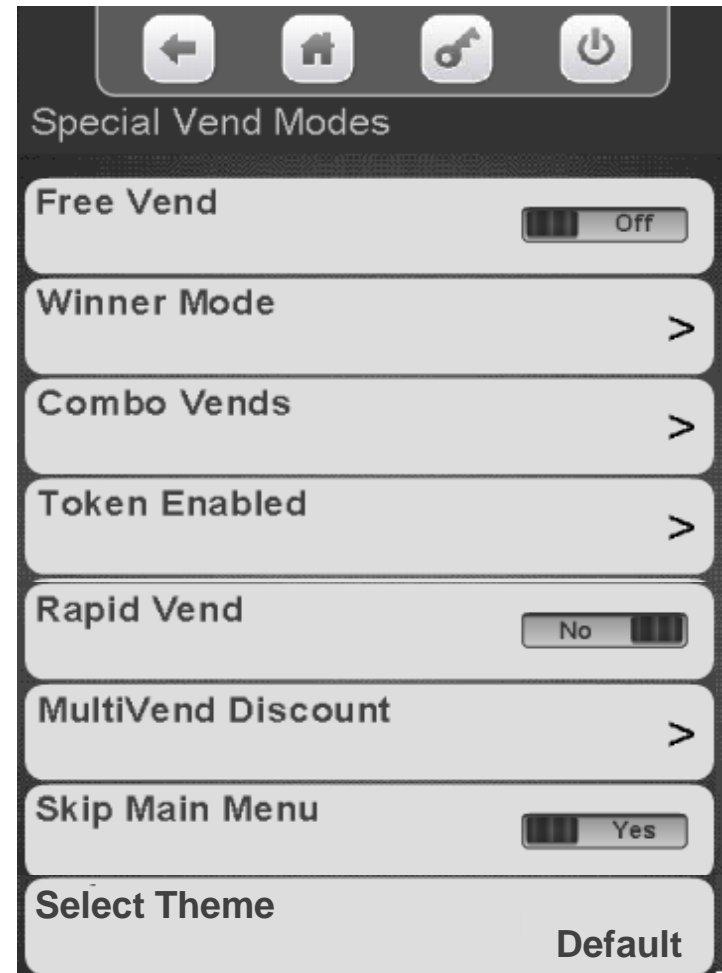 Special Vend Modes
Free Vend
Off
Winner Mode
>
Combo Vends
>
Token Enabled
>
Rapid Vend
No
MultiVend Discount
>
Skip Main Menu
Yes
Select Theme
Default